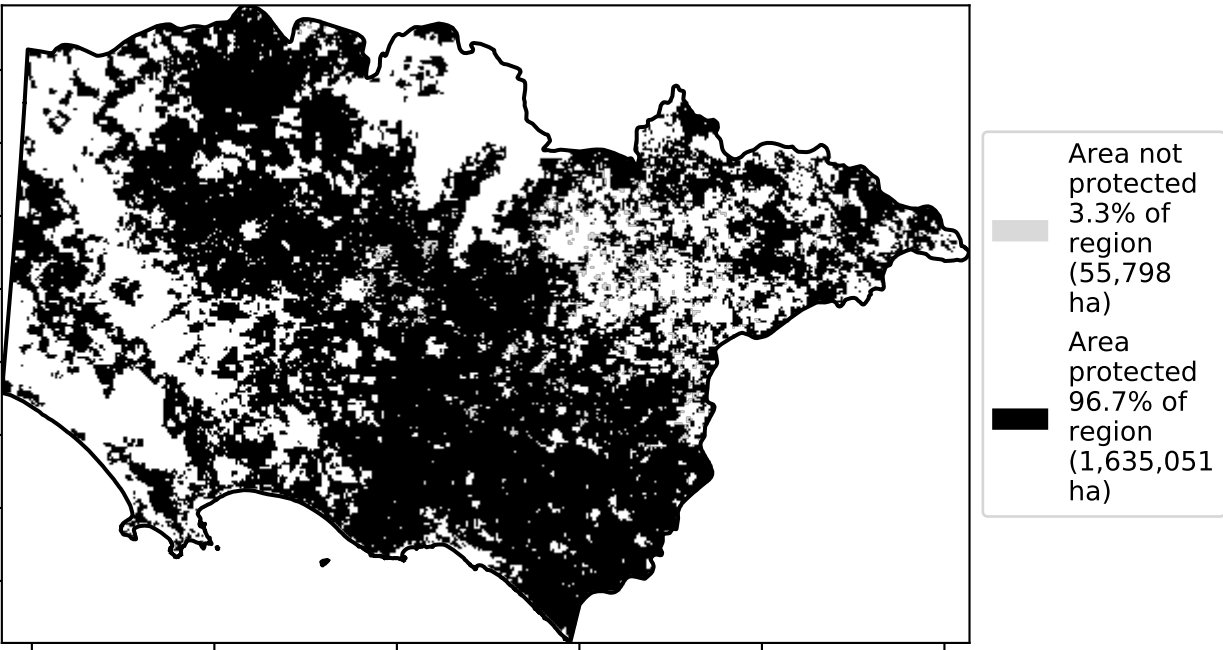 Area not
protected
3.3% of
region
(55,798
ha)
Area
protected
96.7% of
region
(1,635,051
ha)